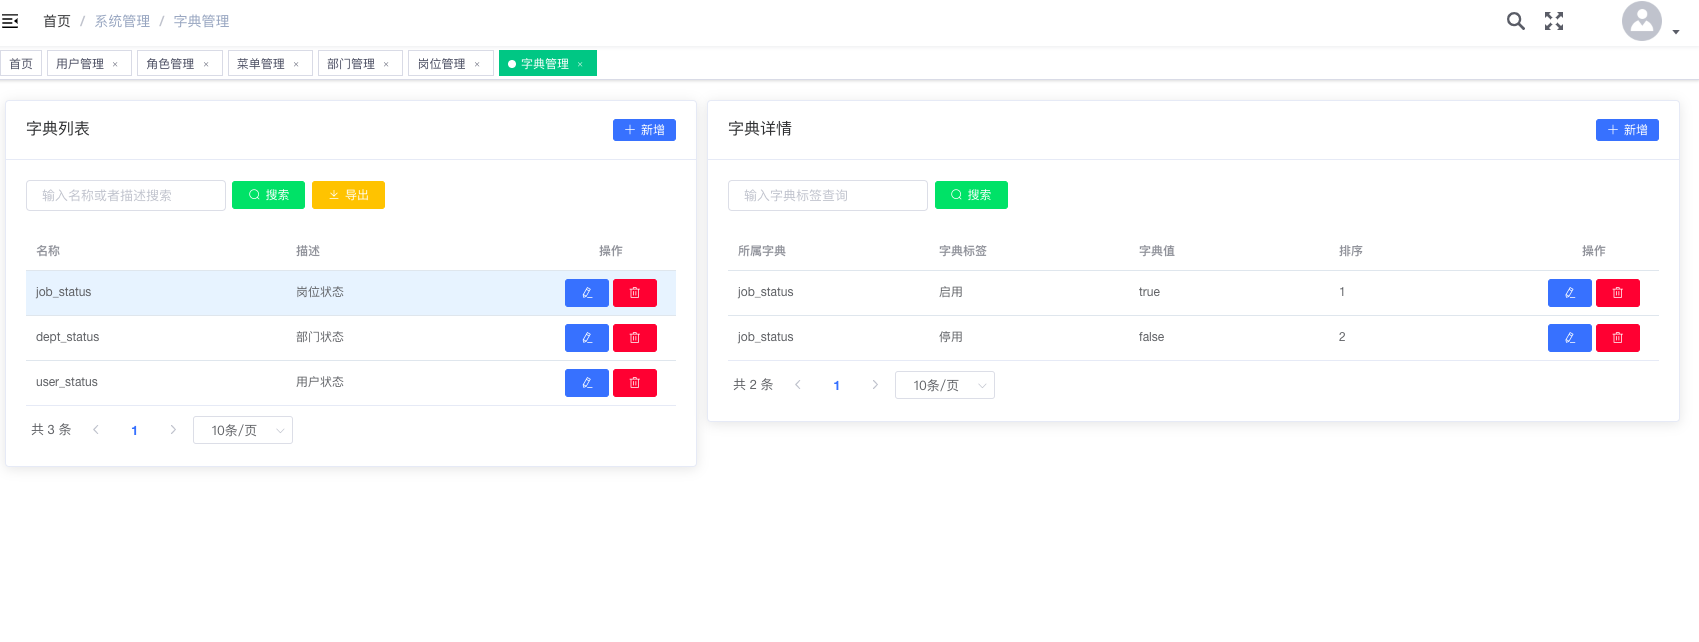 首页 / 系统管理 / 字典管理
首页 用户管理 × 角色管理 × 菜单管理 × 部门管理 × 岗位管理 × 字典管理 ×
字典列表 新增
输入名称或者描述搜索 搜索 导出
名称 描述 操作
job_status 岗位状态
dept_status 部门状态
user_status 用户状态
共 3 条 1 10条/页
字典详情 新增
输入字典标签查询 搜索
所属字典 字典标签 字典值 排序 操作
job_status 启用 true 1
job_status 停用 false 2
共 2 条 1 10条/页